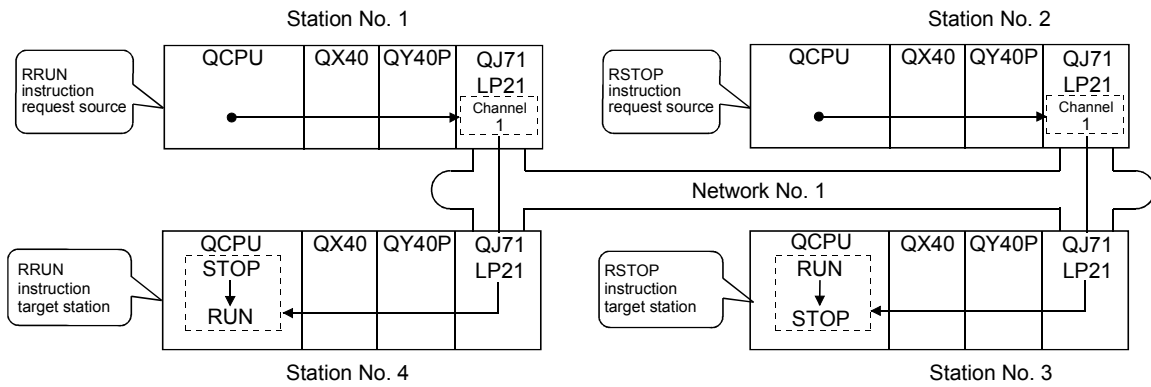 Station No. 1
Station No. 2
RRUN
instruction
request source
QCPU
QX40
QY40P
QJ71
LP21
Channel
1
RSTOP
instruction
request source
QCPU
QX40
QY40P
QJ71
LP21
Channel
1
Network No. 1
RRUN
instruction
target station
QCPU
STOP
RUN
QX40
QY40P
QJ71
LP21
RSTOP
instruction
target station
QCPU
RUN
STOP
QX40
QY40P
QJ71
LP21
Station No. 4
Station No. 3